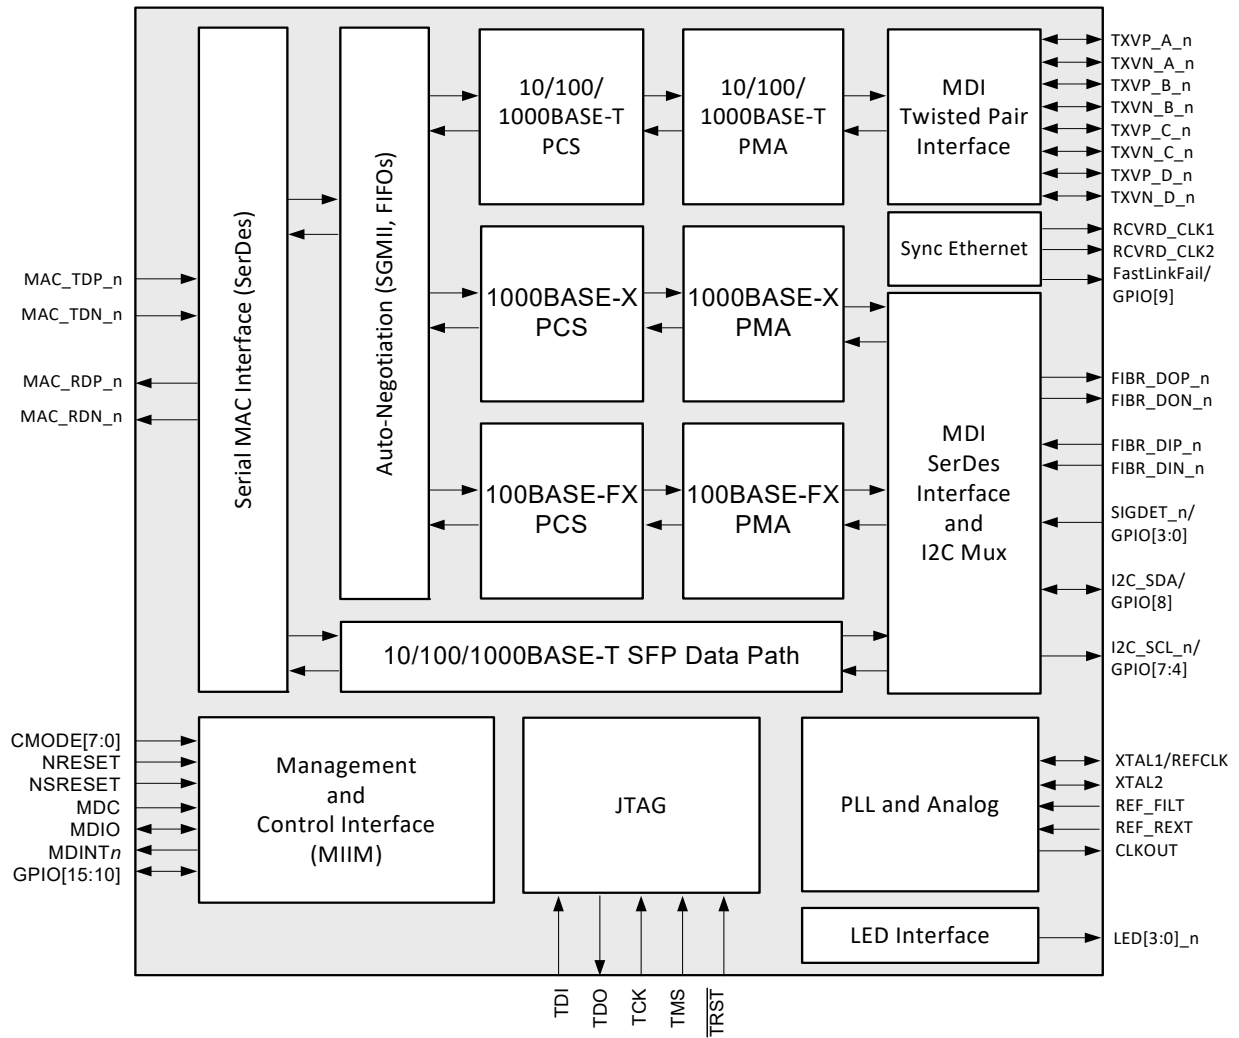 MAC_TDP_n
MAC_TDN_n
MAC_RDP_n
MAC_RDN_n
Serial MAC Interface (SerDes)
Auto-Negotiation (SGMII, FIFOs)
10/100/
1000BASE-T
PCS
10/100/
1000BASE-T
PMA
MDI
Twisted Pair
Interface
TXVP_A_n
TXVN_A_n
TXVP_B_n
TXVN_B_n
TXVP_C_n
TXVN_C_n
TXVP_D_n
TXVN_D_n
Sync Ethernet
RCVRD_CLK1
RCVRD_CLK2
FastLinkFail/
GPIO[9]
1000BASE-X
PCS
1000BASE-X
PMA
100BASE-FX
PCS
100BASE-FX
PMA
MDI
SerDes
Interface
and
I2C Mux
FIBR_DOP_n
FIBR_DON_n
FIBR_DIP_n
FIBR_DIN_n
SIGDET_n/
GPIO[3:0]
I2C_SDA/
GPIO[8]
I2C_SCL_n/
GPIO[7:4]
10/100/1000BASE-T SFP Data Path
CMODE[7:0]
NRESET
NSRESET
MDC
MDIO
MDINTn
GPIO[15:10]
Management
and
Control Interface
(MIIM)
JTAG
TDI
TDO
TCK
TMS
TRST
PLL and Analog
XTAL1/REFCLK
XTAL2
REF_FILT
REF_REXT
CLKOUT
LED Interface
LED[3:0]_n